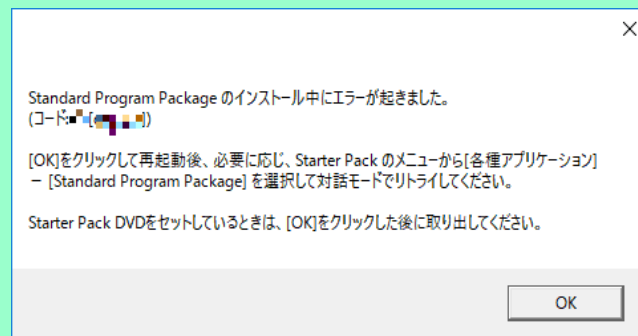 Standard Program Package のインストール中にエラーが起きました。
(コード:[])
[OK]をクリックして再起動後、必要に応じ、Starter Pack のメニューから[各種アプリケーション]
− [Standard Program Package] を選択して対話モードでリトライしてください。
Starter Pack DVDをセットしているときは、[OK]をクリックした後に取り出してください。
OK